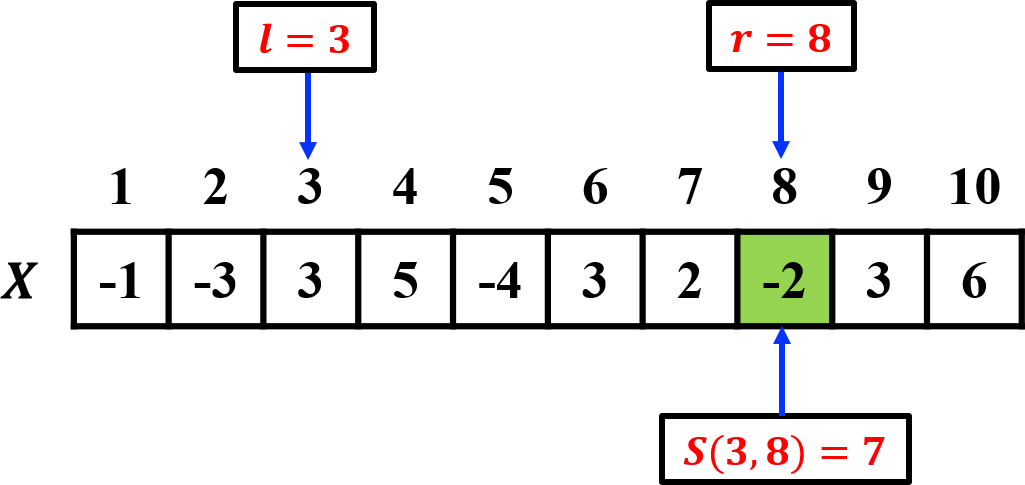 l = 3 r = 8
1 2 3 4 5 6 7 8 9 10
X -1 -3 3 5 -4 3 2 -2 3 6
S(3, 8) = 7